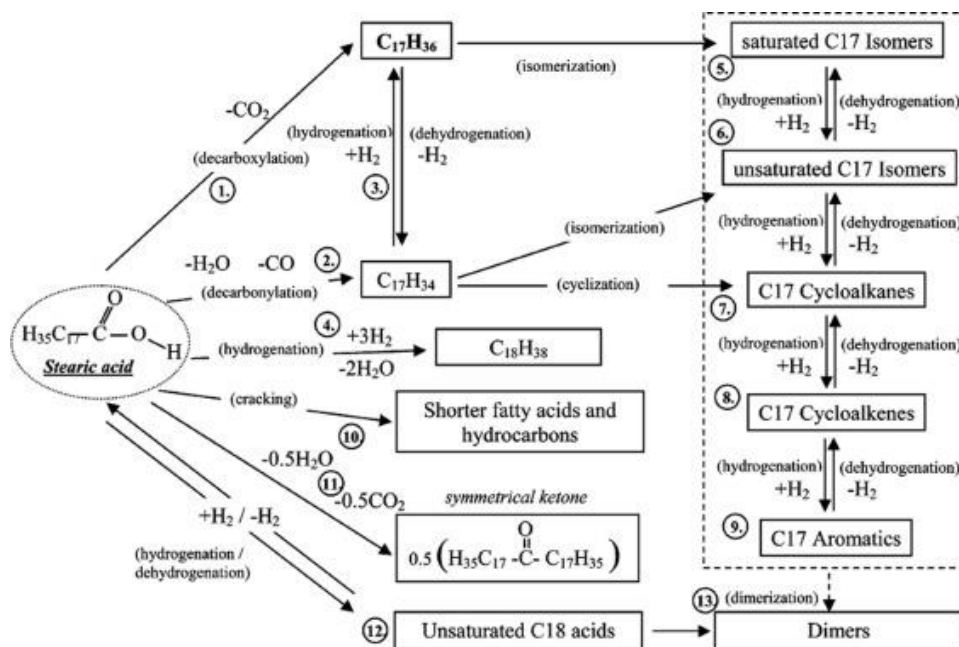 C₁₇H₃₆
(isomerization)
saturated C17 Isomers
5.
-CO₂
(decarboxylation)
1.
(hydrogenation)
+H₂
3.
(dehydrogenation)
-H₂
(hydrogenation)
+H₂
(dehydrogenation)
-H₂
6.
unsaturated C17 Isomers
(isomerization)
(hydrogenation)
+H₂
(dehydrogenation)
-H₂
-H₂O -CO
2.
(decarbonylation)
C₁₇H₃₄
(cyclization)
C17 Cycloalkanes
7.
O
H₃₅C₁₇ C O
H
Stearic acid
4.
(hydrogenation)
+3H₂
-2H₂O
C₁₈H₃₈
(hydrogenation)
+H₂
(dehydrogenation)
-H₂
(cracking)
10.
Shorter fatty acids and
hydrocarbons
8.
C17 Cycloalkenes
-0.5H₂O
11.
-0.5CO₂
symmetrical ketone
O
0.5 (H₃₅C₁₇ -C- C₁₇H₃₅)
(hydrogenation)
+H₂
(dehydrogenation)
-H₂
9.
C17 Aromatics
+H₂ / -H₂
(hydrogenation /
dehydrogenation)
12.
Unsaturated C18 acids
13.
(dimerization)
Dimers